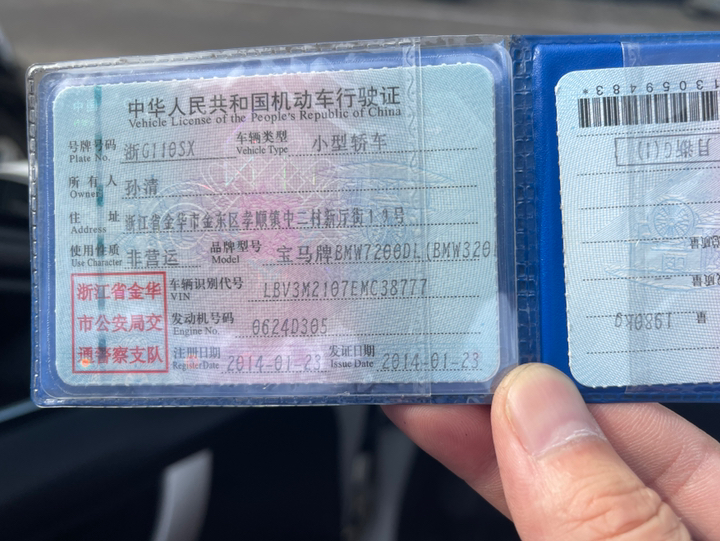 中华人民共和国机动车行驶证
Vehicle License of the People's Republic of China
号牌号码 Plate No. 浙G110SX 车辆类型 Vehicle Type 小型轿车
所有人 Owner 孙清
住址 Address 浙江省金华市金东区孝顺镇中二村新厅街19号
使用性质 Use Character 非营运 品牌型号 Model 宝马牌BMW7200DL(BMW320
车辆识别代号 VIN LBV3M2107EMC38777
发动机号码 Engine No. 0624D305
注册日期 Register Date 2014-01-23 发证日期 Issue Date 2014-01-23
浙江省金华
市公安局交
通警察支队
*38495031
1980kg